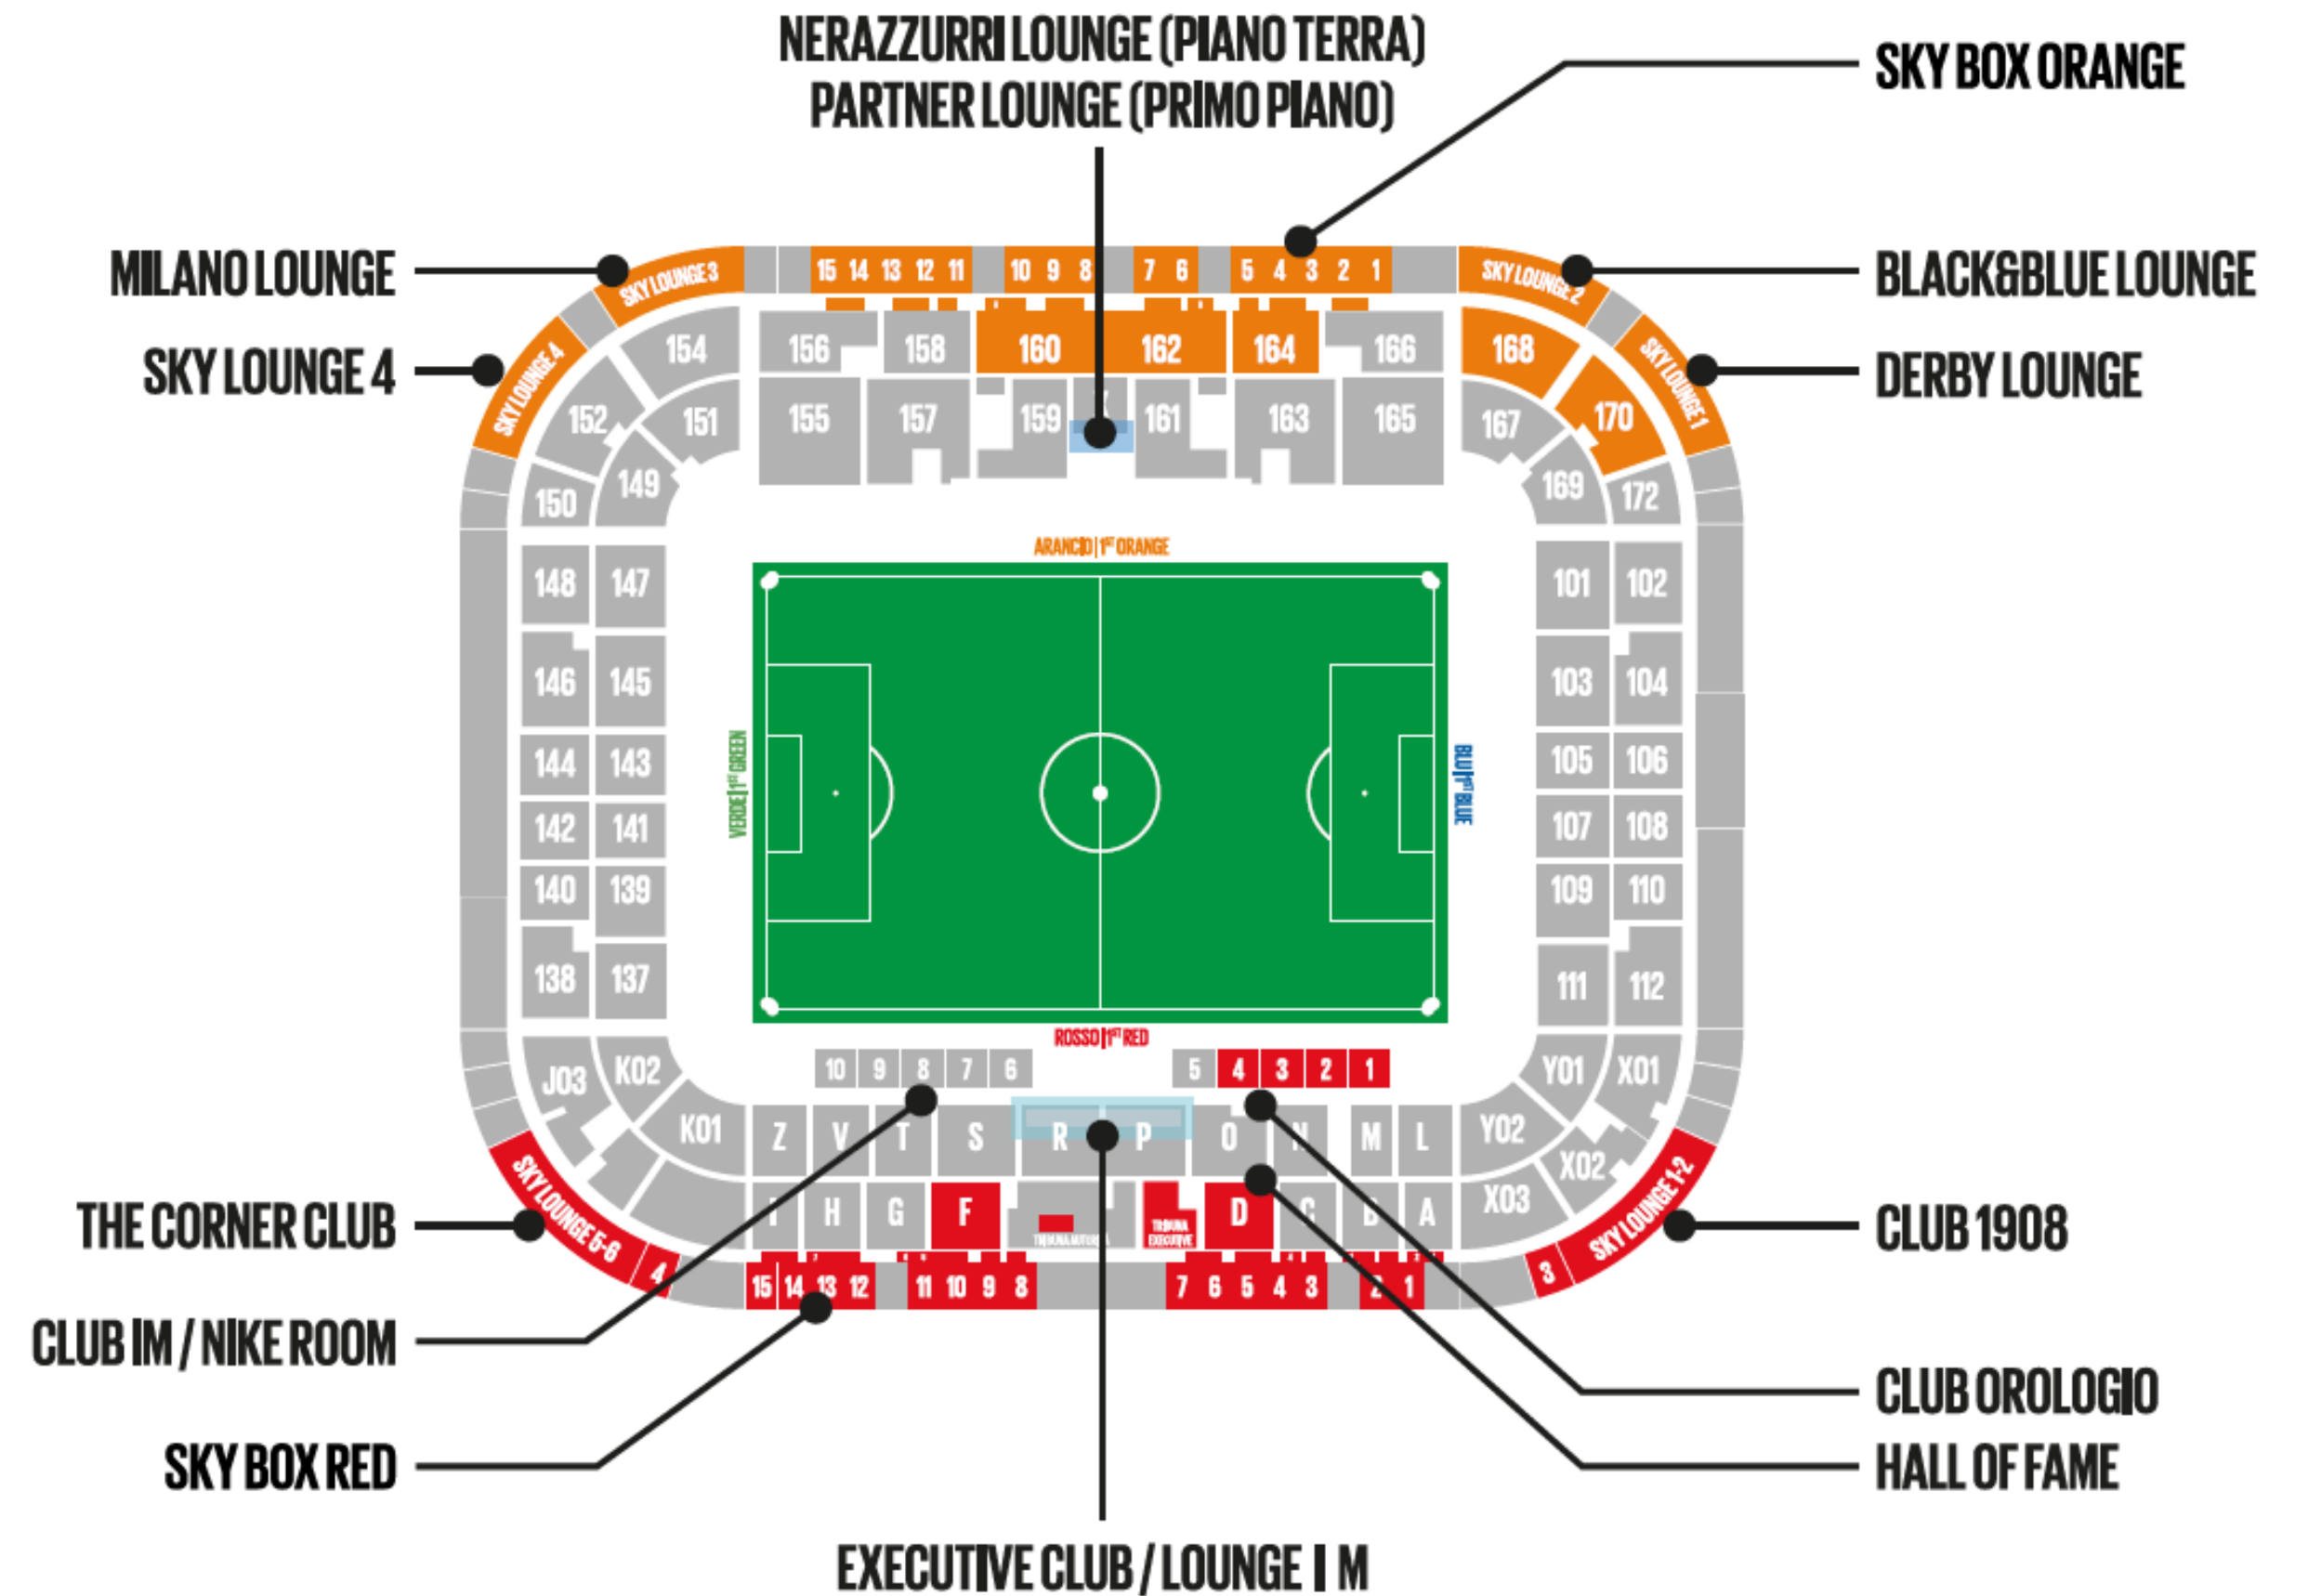 NERAZZURRI LOUNGE (PIANO TERRA)
PARTNER LOUNGE (PRIMO PIANO)
SKY BOX ORANGE
MILANO LOUNGE
BLACK&BLUE LOUNGE
SKY LOUNGE 4
DERBY LOUNGE
SKY LOUNGE 3
15 14 13 12 11 10 9 8 7 6 5 4 3 2 1
SKY LOUNGE 2
SKY LOUNGE 4
SKY LOUNGE 1
154 156 158 160 162 164 166 168
152 151 155 157 159 161 163 165 167 170
150 149 169 172
ARANCIO | 1ST ORANGE
148 147 101 102
146 145 103 104
144 143 105 106
VERDE | 1ST GREEN
BLU | 1ST BLUE
142 141 107 108
140 139 109 110
138 137 111 112
ROSSO | 1ST RED
10 9 8 7 6 5 4 3 2 1
J03 K02 Y01 X01
K01 Z V T S R P O N M L Y02 X02
I H G F D C B A X03
TRIBUNA AUTORITÀ
TRIBUNA
EXECUTIVE
SKY LOUNGE 5-6
4
15 14 13 12 11 10 9 8 7 6 5 4 3 2 1
3
SKY LOUNGE 1-2
THE CORNER CLUB
CLUB 1908
CLUB IM / NIKE ROOM
CLUB OROLOGIO
SKY BOX RED
HALL OF FAME
EXECUTIVE CLUB / LOUNGE I M